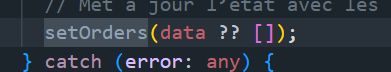 // Met à jour l'état avec les
setOrders(data ?? []);
} catch (error: any) {